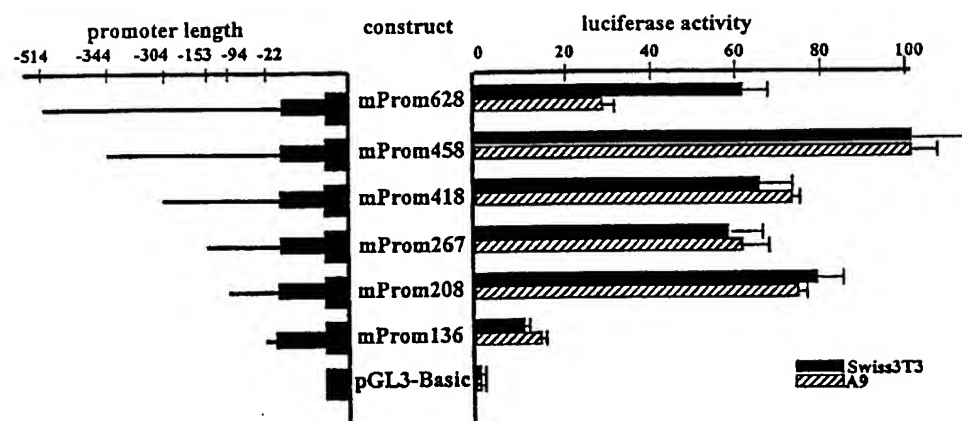 promoter length construct luciferase activity
-514 -344 -304 -153 -94 -22 0 20 40 60 80 100
mProm628
mProm458
mProm418
mProm267
mProm208
mProm136
pGL3-Basic
Swiss3T3
A9